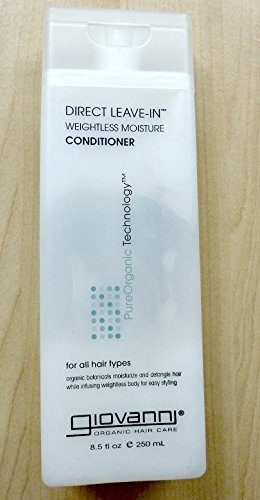 DIRECT LEAVE-IN™
WEIGHTLESS MOISTURE
CONDITIONER
PureOrganic Technology™
for all hair types
organic botanicals moisturize and detangle hair
while infusing weightless body for easy styling
giovanni®
ORGANIC HAIR CARE
8.5 fl oz ℮ 250 mL